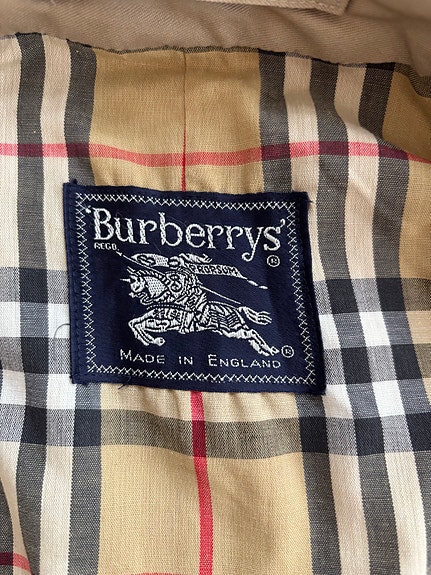 Burberrys'
REGD.
PRORSUM
®
MADE IN ENGLAND
®